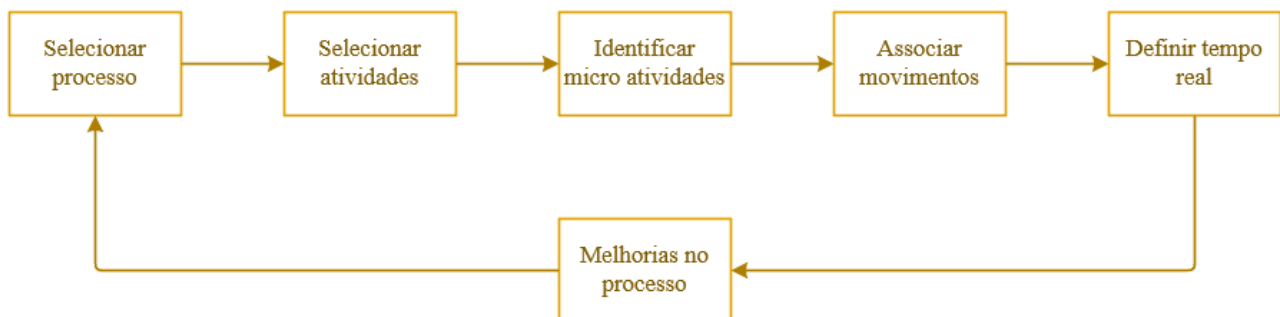 Selecionar
processo
Selecionar
atividades
Identificar
micro atividades
Associar
movimentos
Definir tempo
real
Melhorias no
processo